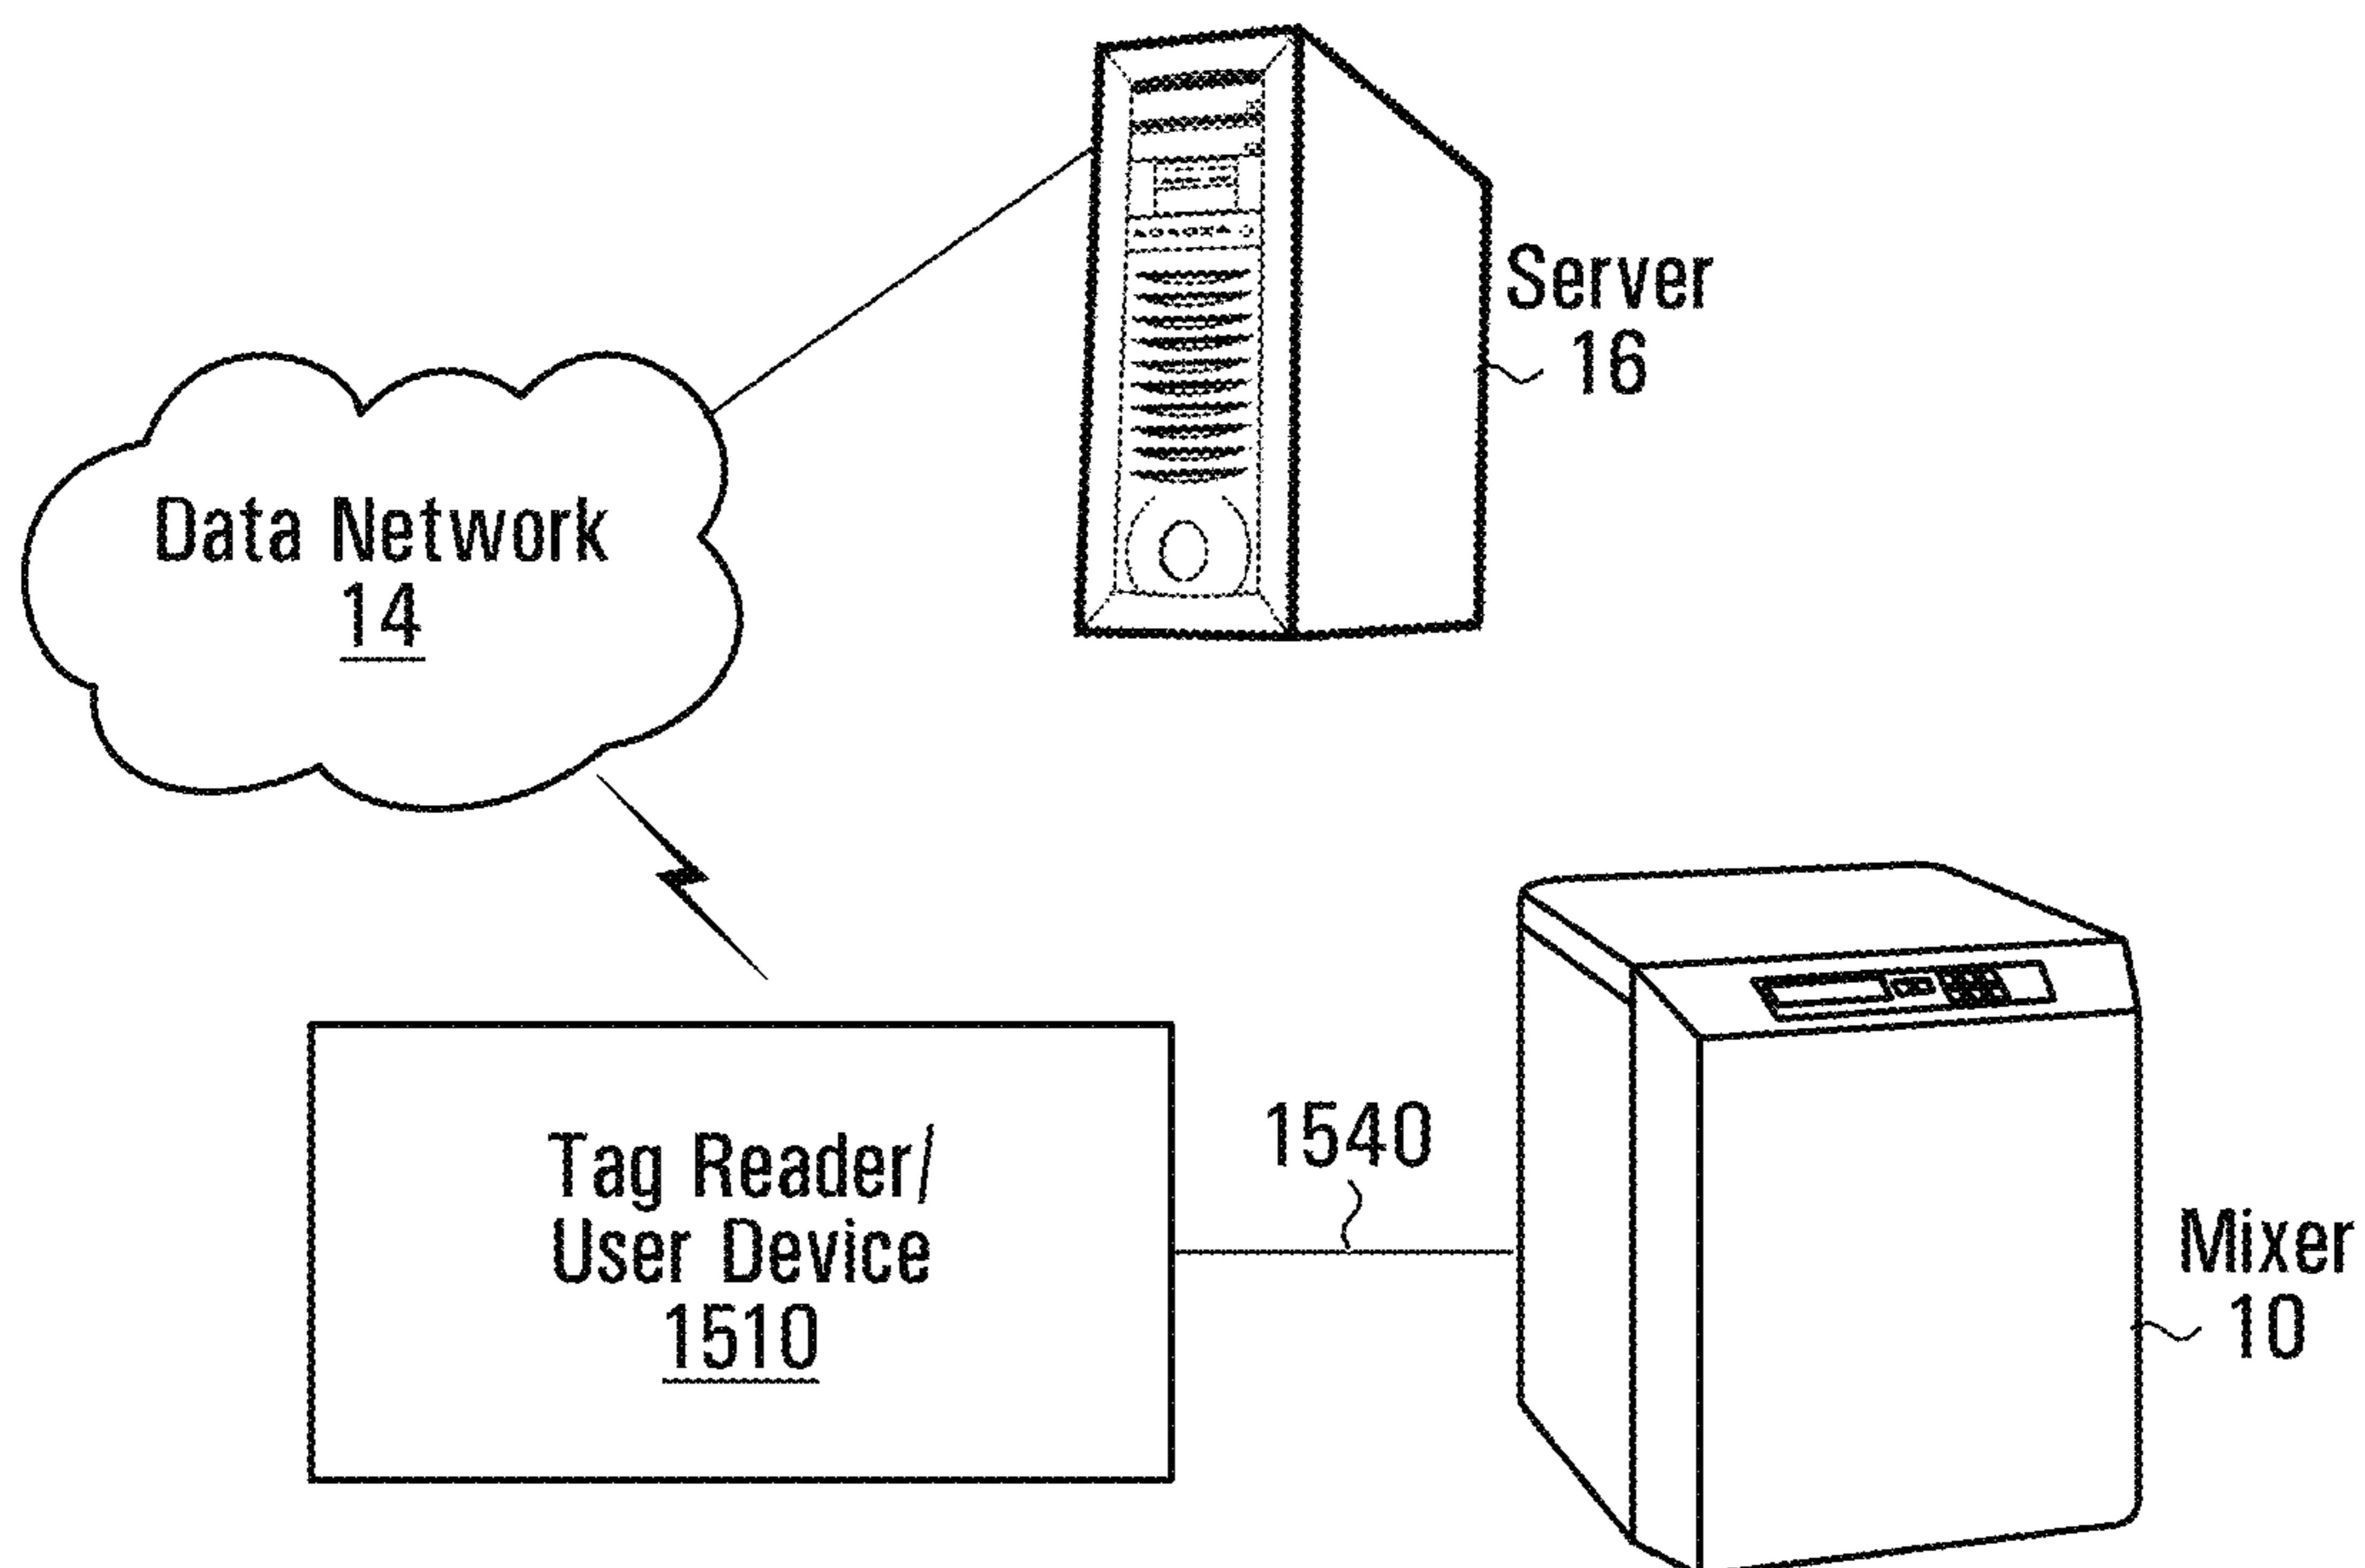 Server
16
Data Network
14
1540
Tag Reader/
User Device
1510
Mixer
10